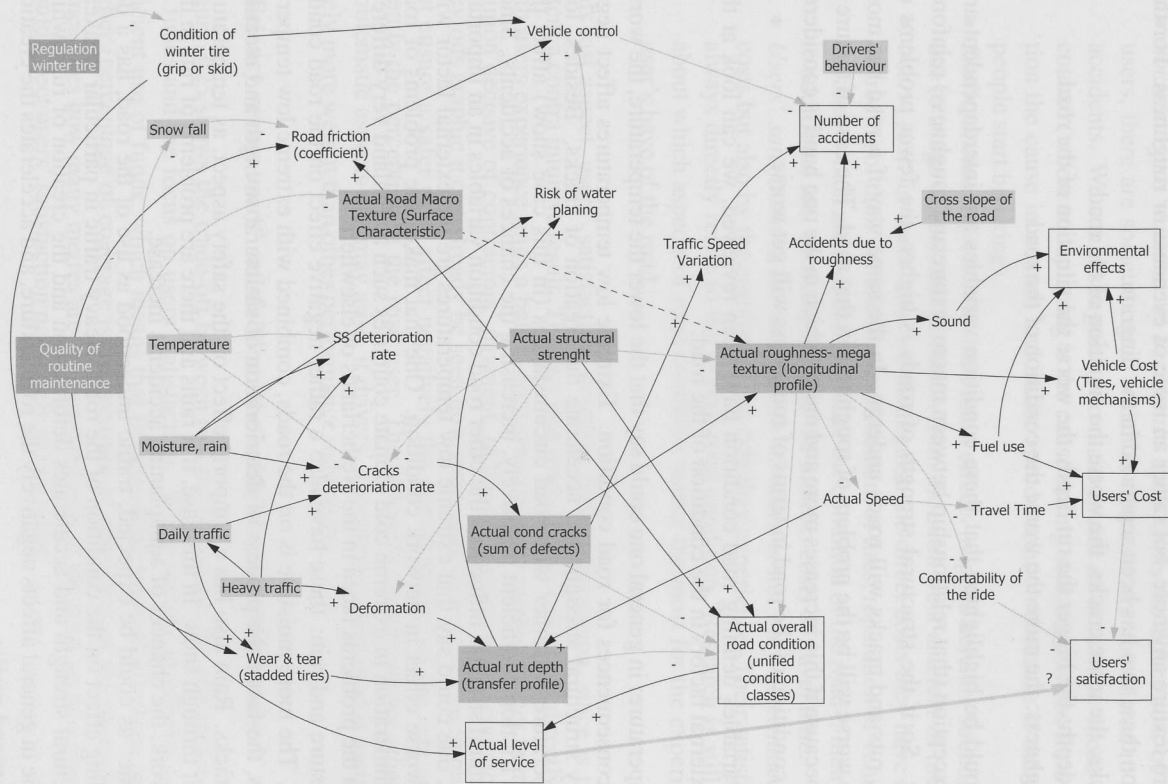 Regulation
winter tire
-
Condition of
winter tire
(grip or skid)
+
Vehicle control
+
-
Drivers'
behaviour
-
-
Number of
accidents
+
+
Snow fall
-
-
Road friction
(coefficient)
+
+
-
Actual Road Macro
Texture (Surface
Characteristic)
Risk of water
planing
+
+
Traffic Speed
Variation
+
Accidents due to
roughness
+
+
Cross slope of
the road
Environmental
effects
+
+
+
Sound
+
Quality of
routine
maintenance
Temperature
-
SS deterioration
rate
+
+
-
Actual structural
strenght
-
Actual roughness- mega
texture (longitudinal
profile)
+
+
Vehicle Cost
(Tires, vehicle
mechanisms)
+
Moisture, rain
+
-
-
Cracks
deterioriation rate
+
+
Fuel use
+
+
Users' Cost
+
-
Actual Speed
-
Travel Time
Daily traffic
Actual cond cracks
(sum of defects)
+
Heavy traffic
+
Deformation
-
-
Comfortability of
the ride
+
+
-
+
+
Wear & tear
(stadded tires)
+
+
Actual rut depth
(transfer profile)
+
-
-
Actual overall
road condition
(unified
condition
classes)
-
-
Users'
satisfaction
?
+
+
Actual level
of service